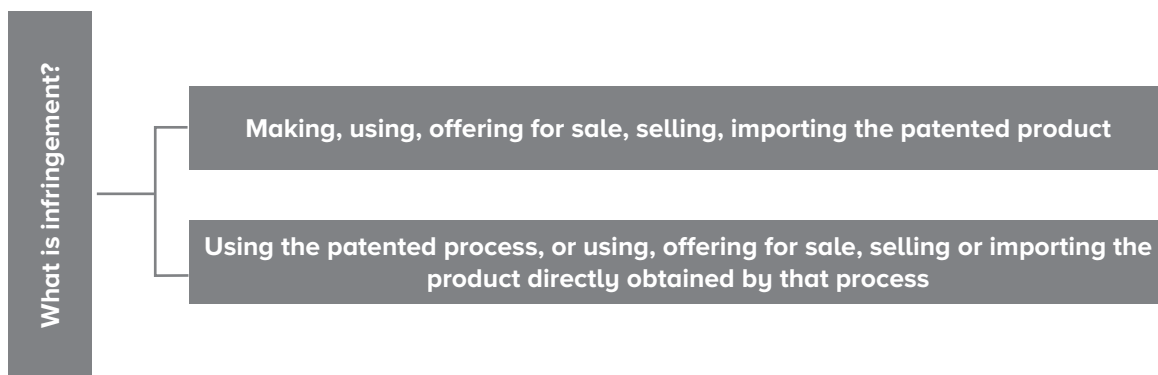 What is infringement?
Making, using, offering for sale, selling, importing the patented product
Using the patented process, or using, offering for sale, selling or importing the
product directly obtained by that process